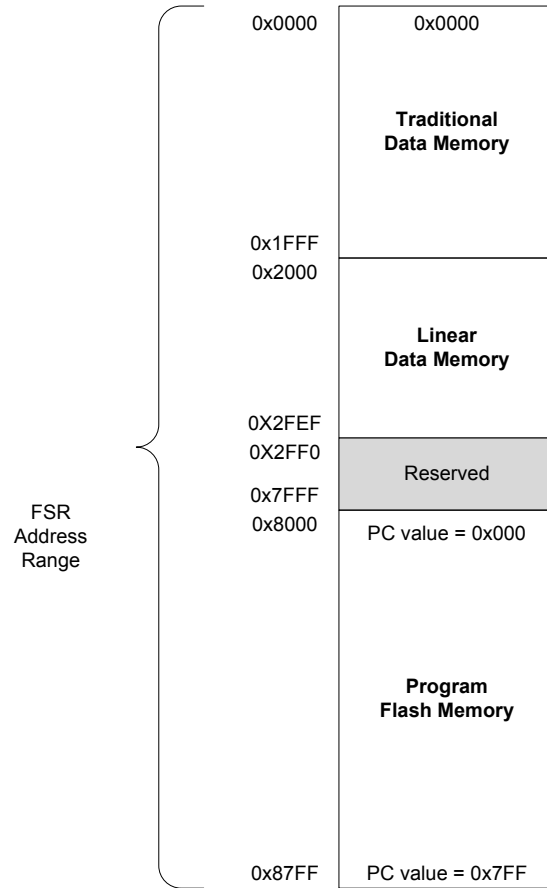 0x0000
0x0000
Traditional
Data Memory
0x1FFF
0x2000
Linear
Data Memory
0X2FEF
0X2FF0
Reserved
0x7FFF
0x8000
PC value = 0x000
FSR
Address
Range
Program
Flash Memory
0x87FF
PC value = 0x7FF